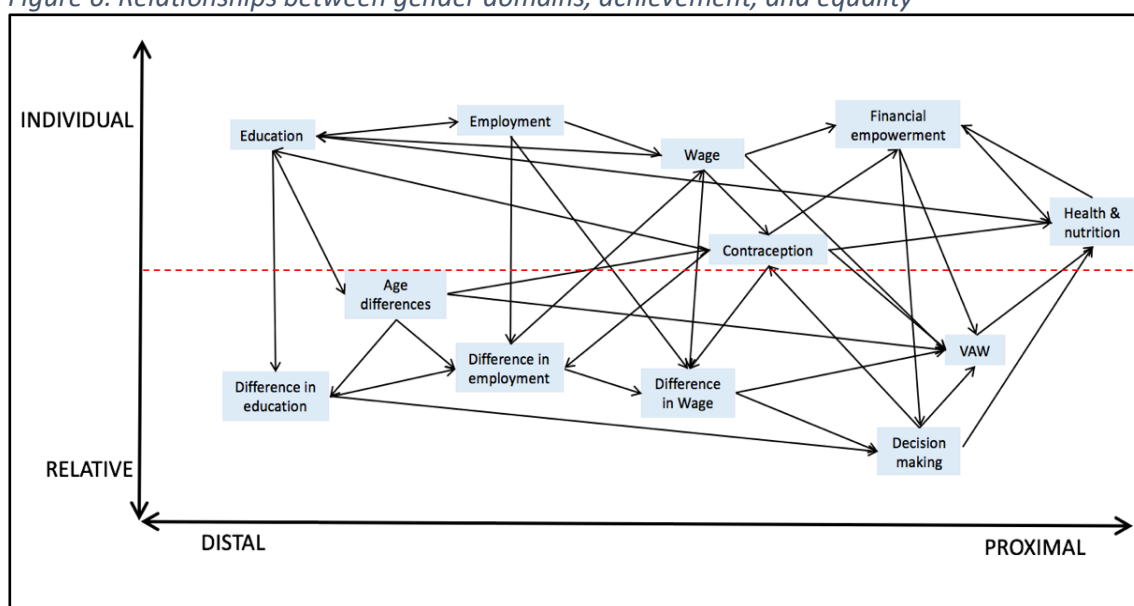 Figure 6. Relationships between gender domains, achievement, and equality
INDIVIDUAL
Education
Employment
Wage
Financial
empowerment
Health &
nutrition
Contraception
Age
differences
Difference in
education
Difference in
employment
Difference
in Wage
VAW
Decision
making
RELATIVE
DISTAL
PROXIMAL